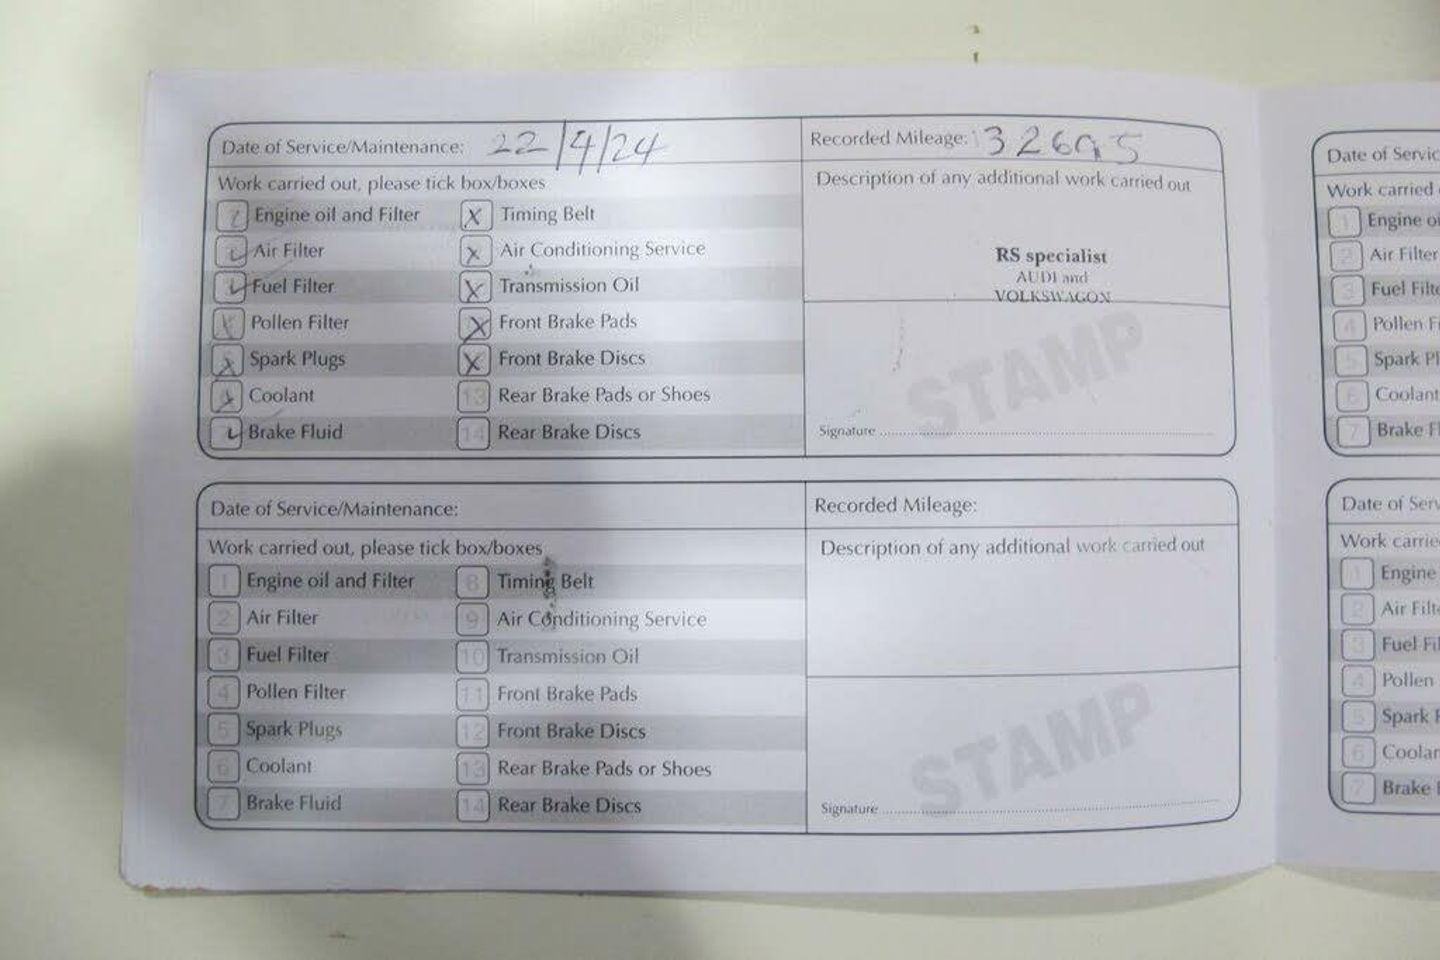 Date of Service/Maintenance: 22/4/24
Recorded Mileage: 132695
Work carried out, please tick box/boxes
Description of any additional work carried out
Engine oil and Filter
X Timing Belt
Air Filter
X Air Conditioning Service
Fuel Filter
X Transmission Oil
X Pollen Filter
X Front Brake Pads
X Spark Plugs
X Front Brake Discs
Coolant
13 Rear Brake Pads or Shoes
Brake Fluid
14 Rear Brake Discs
RS specialist
AUDI and
VOLKSWAGON
STAMP
Signature
Date of Service/Maintenance:
Recorded Mileage:
Work carried out, please tick box/boxes
Description of any additional work carried out
1 Engine oil and Filter
8 Timing Belt
2 Air Filter
9 Air Conditioning Service
3 Fuel Filter
10 Transmission Oil
4 Pollen Filter
11 Front Brake Pads
5 Spark Plugs
12 Front Brake Discs
6 Coolant
13 Rear Brake Pads or Shoes
7 Brake Fluid
14 Rear Brake Discs
STAMP
Signature
Date of Servic
Work carried
1 Engine oi
2 Air Filter
3 Fuel Filte
4 Pollen Fi
5 Spark Pl
6 Coolant
7 Brake Fl
Date of Serv
Work carrie
1 Engine
2 Air Filt
3 Fuel Fil
4 Pollen
5 Spark
6 Coolan
7 Brake